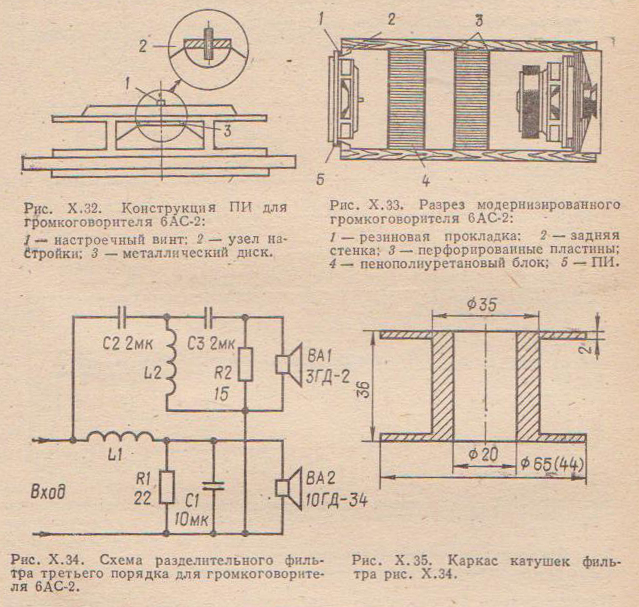 2
1
3
Рис. X.32. Конструкция ПИ для
громкоговорителя 6АС-2:
1 — настроечный винт; 2 — узел на-
стройки; 3 — металлический диск.
1
2
3
5
4
Рис. X.33. Разрез модернизированного
громкоговорителя 6АС-2:
1 — резиновая прокладка; 2 — задняя
стенка; 3 — перфорированные пластины;
4 — пенополиуретановый блок; 5 — ПИ.
C2 2мк
C3 2мк
L2
R2
15
BA1
3ГД-2
L1
Вход
R1
22
C1
10мк
BA2
10ГД-34
Рис. X.34. Схема разделительного филь-
тра третьего порядка для громкоговорите-
ля 6АС-2.
ϕ35
36
2
ϕ20
ϕ65(44)
Рис. X.35. Каркас катушек филь-
тра рис. X.34.